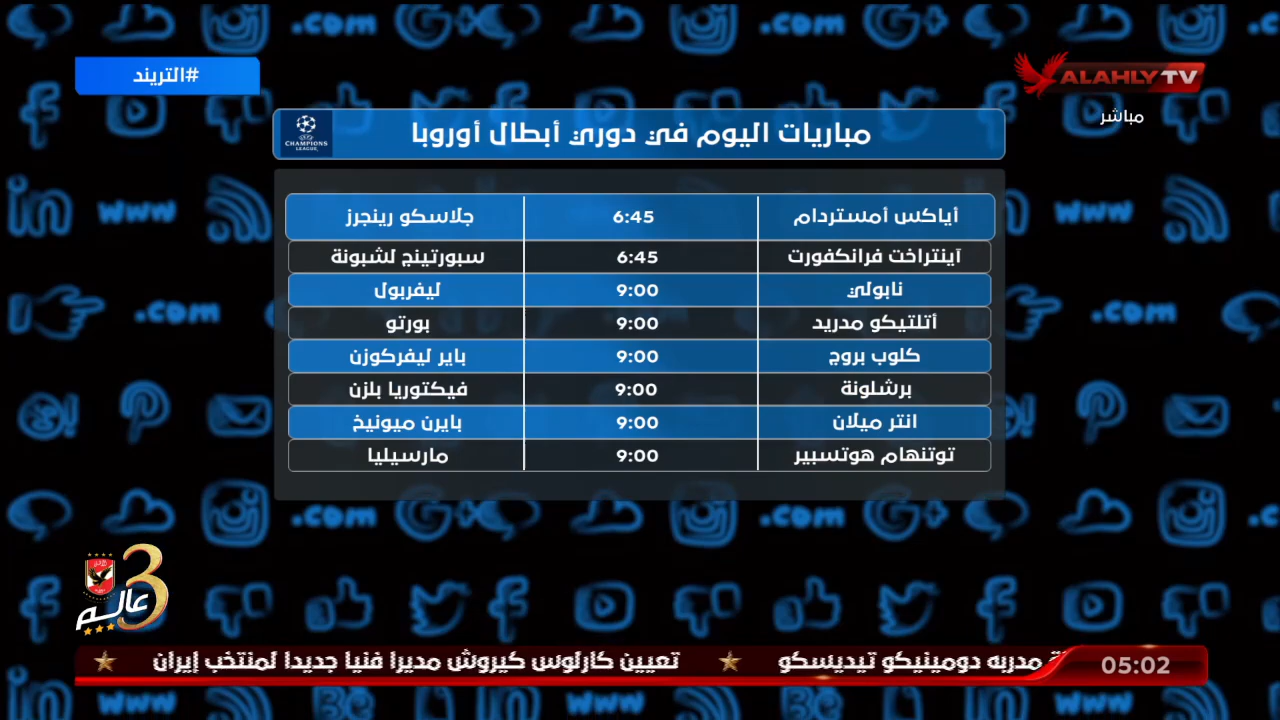 #التريند
ALAHLY TV
مباشر
مباريات اليوم في دوري أبطال أوروبا
UEFA
CHAMPIONS
LEAGUE
أياكس أمستردام 6:45 جلاسكو رينجرز
آينتراخت فرانكفورت 6:45 سبورتينج لشبونة
نابولي 9:00 ليفربول
أتلتيكو مدريد 9:00 بورتو
كلوب بروج 9:00 باير ليفركوزن
برشلونة 9:00 فيكتوريا بلزن
انتر ميلان 9:00 بايرن ميونيخ
توتنهام هوتسبير 9:00 مارسيليا
3 عالم
مدربه دومينيكو تيديسكو
تعيين كارلوس كيروش مديرا فنيا جديدا لمنتخب إيران
05:02